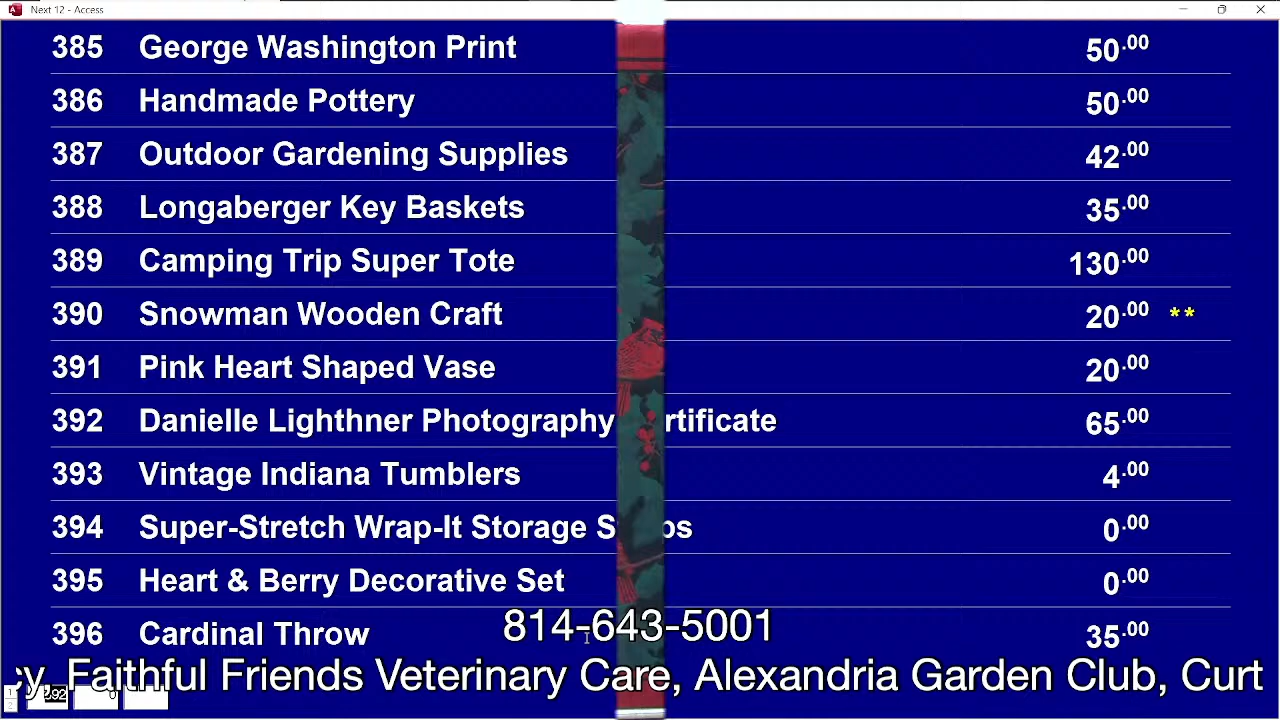 Next 12 - Access
385 George Washington Print 50.00
386 Handmade Pottery 50.00
387 Outdoor Gardening Supplies 42.00
388 Longaberger Key Baskets 35.00
389 Camping Trip Super Tote 130.00
390 Snowman Wooden Craft 20.00 **
391 Pink Heart Shaped Vase 20.00
392 Danielle Lighthner Photography rtificate 65.00
393 Vintage Indiana Tumblers 4.00
394 Super-Stretch Wrap-It Storage S ps 0.00
395 Heart & Berry Decorative Set 0.00
396 Cardinal Throw 35.00
814-643-5001
cy, Faithful Friends Veterinary Care, Alexandria Garden Club, Curt